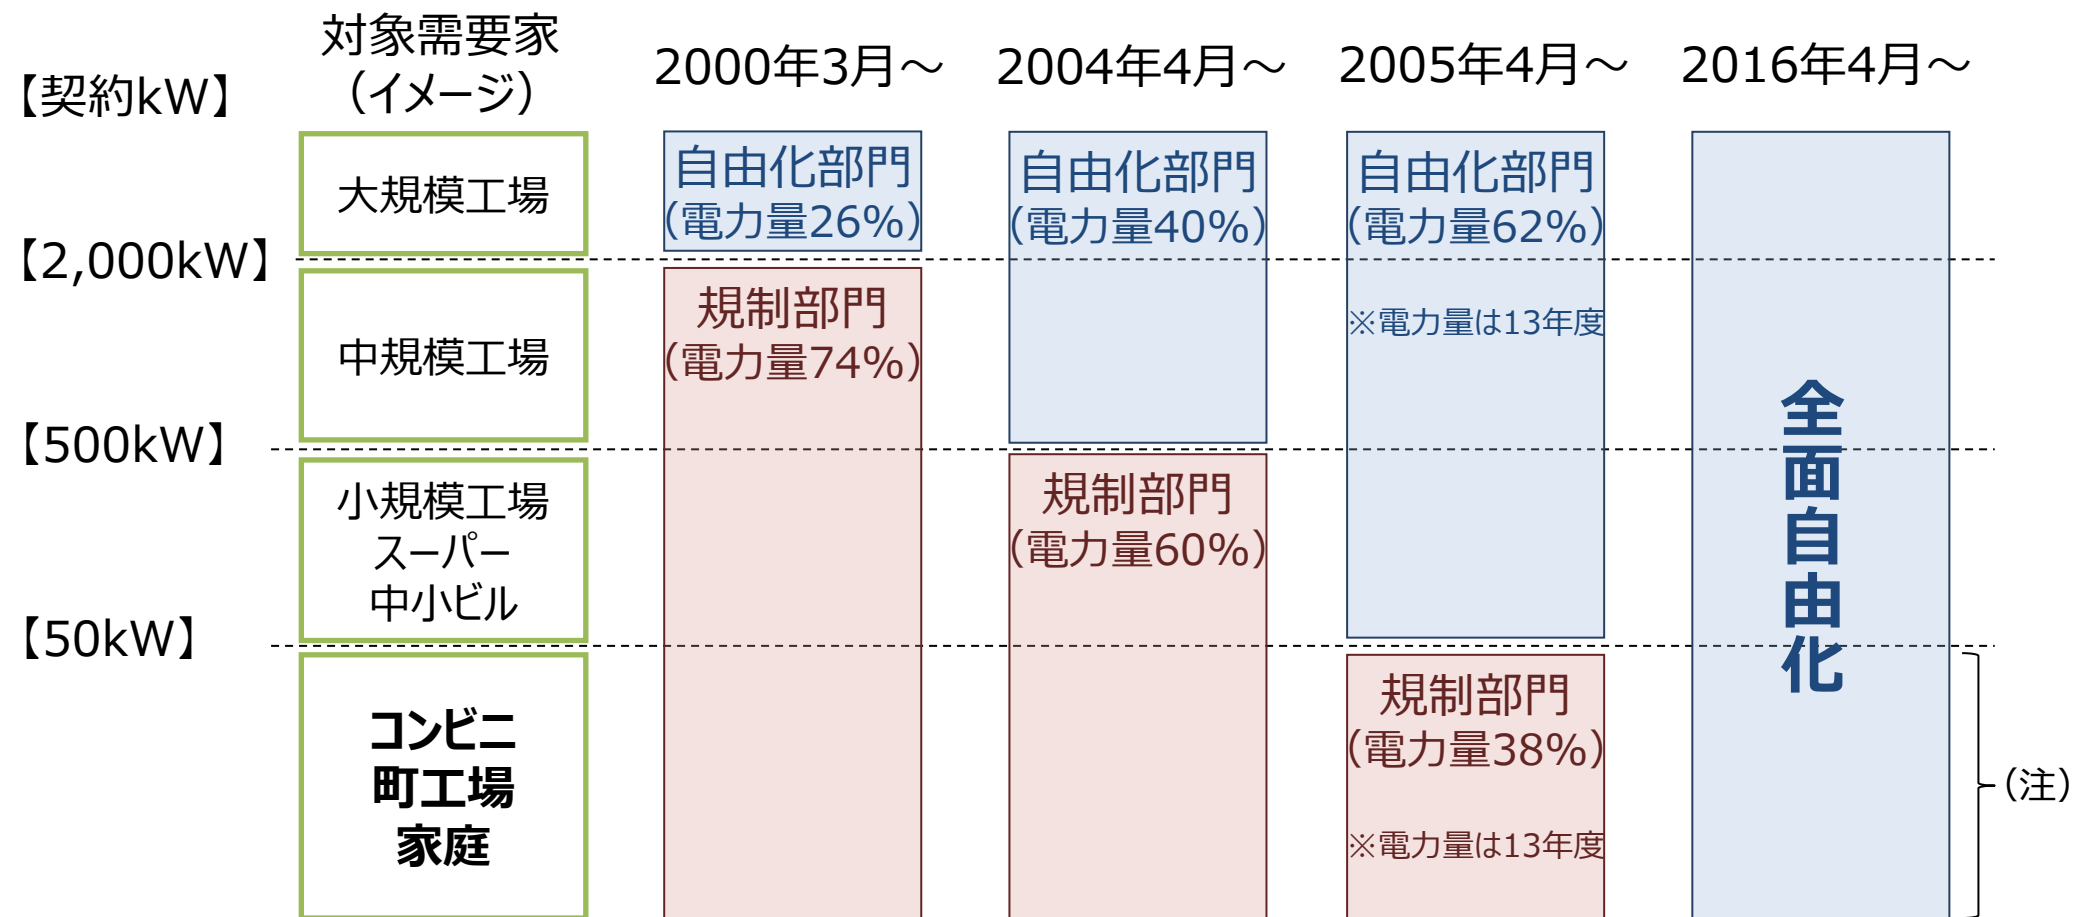 対象需要家
（イメージ）
2000年3月～
2004年4月～
2005年4月～
2016年4月～
【契約kW】
大規模工場
自由化部門
（電力量26%）
自由化部門
（電力量40%）
自由化部門
（電力量62%）
【2,000kW】
中規模工場
規制部門
（電力量74%）
※電力量は13年度
全面自由化
【500kW】
小規模工場
スーパー
中小ビル
規制部門
（電力量60%）
【50kW】
コンビニ
町工場
家庭
規制部門
（電力量38%）
※電力量は13年度
（注）